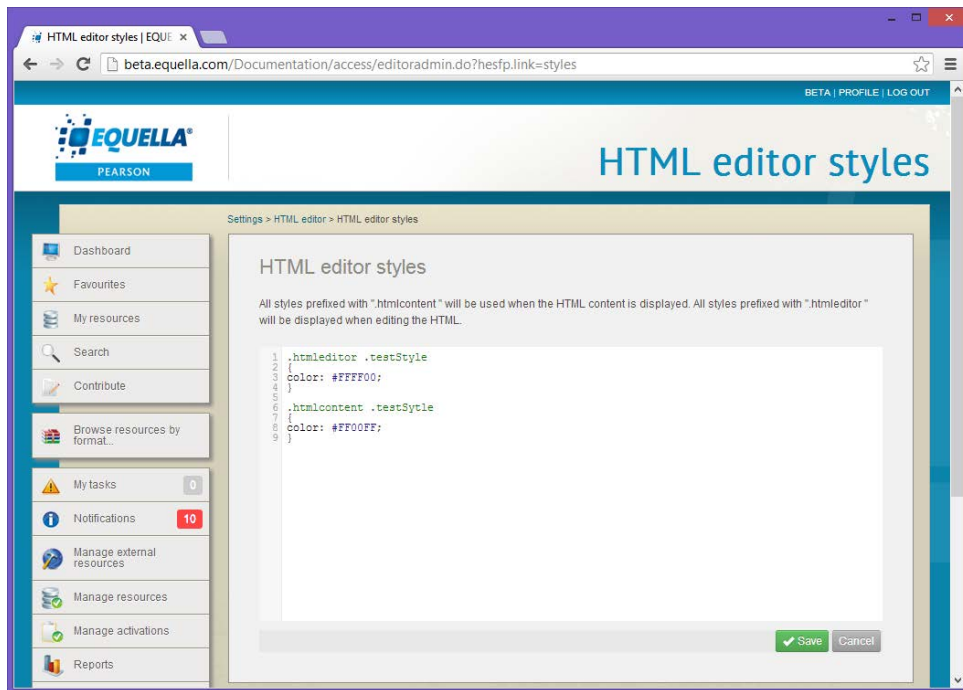 HTML editor styles | EQUE
beta.equella.com/Documentation/access/editoradmin.do?hesfp.link=styles
BETA | PROFILE | LOG OUT
EQUELLA®
PEARSON
HTML editor styles
Settings > HTML editor > HTML editor styles
Dashboard
Favourites
My resources
Search
Contribute
Browse resources by
format...
My tasks 0
Notifications 10
Manage external
resources
Manage resources
Manage activations
Reports
HTML editor styles
All styles prefixed with ".htmlcontent " will be used when the HTML content is displayed. All styles prefixed with ".htmleditor "
will be displayed when editing the HTML.
1 .htmleditor .testStyle
2 {
3 color: #FFFF00;
4 }
5
6 .htmlcontent .testSytle
7 {
8 color: #FF00FF;
9 }
Save Cancel